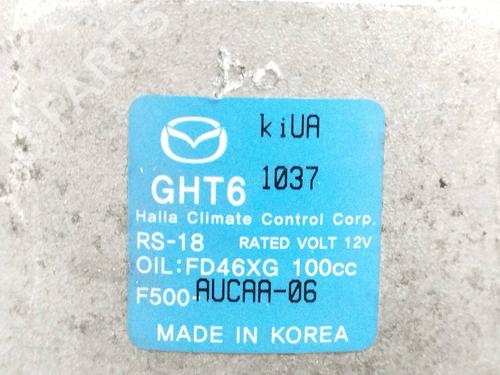 PARTS
kiUA
GHT6 1037
Halla Climate Control Corp.
RS-18 RATED VOLT 12V
OIL:FD46XG 100cc
F500-AUCAA-06
MADE IN KOREA